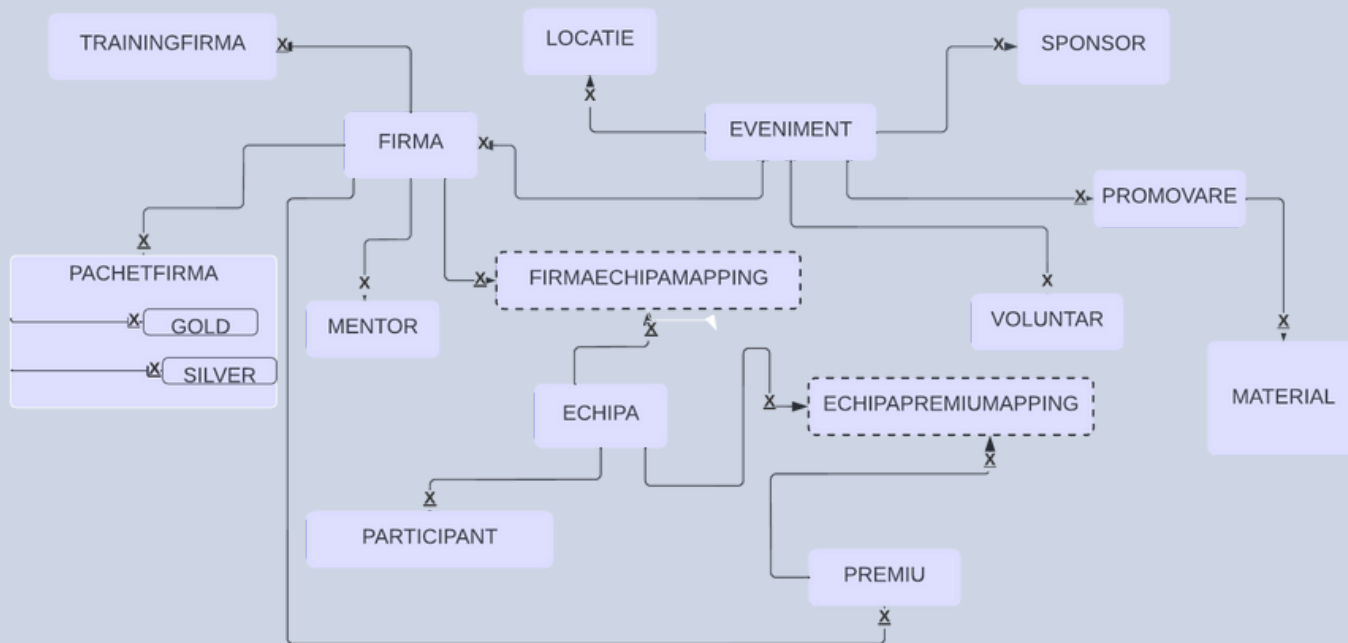 TRAININGFIRMA
X
LOCATIE
X
SPONSOR
X
FIRMA
X
EVENIMENT
X
PROMOVARE
X
PACHETFIRMA
X
GOLD
X
SILVER
X
MENTOR
X
FIRMAECHIPAMAPPING
X
VOLUNTAR
X
MATERIAL
X
ECHIPA
X
ECHIPAPREMIUMAPPING
X
X
PARTICIPANT
X
PREMIU
X